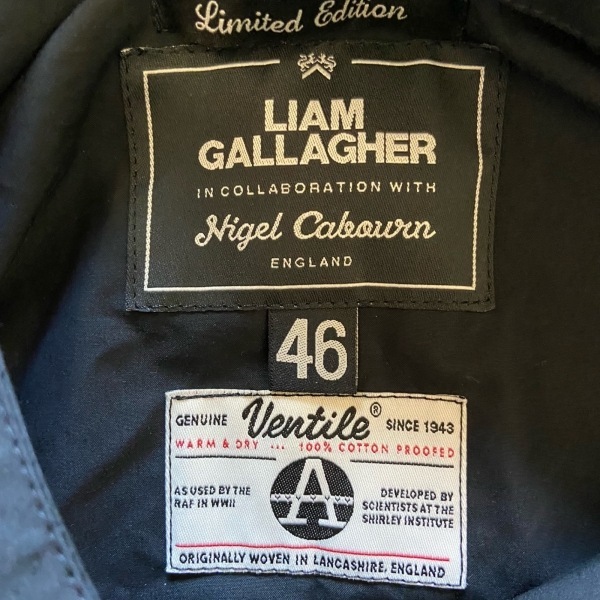 Limited Edition
LIAM
GALLAGHER
IN COLLABORATION WITH
Nigel Cabourn
ENGLAND
46
GENUINE Ventile® SINCE 1943
WARM & DRY ... 100% COTTON PROOFED
AS USED BY THE
RAF IN WWII
A
DEVELOPED BY
SCIENTISTS AT THE
SHIRLEY INSTITUTE
ORIGINALLY WOVEN IN LANCASHIRE, ENGLAND